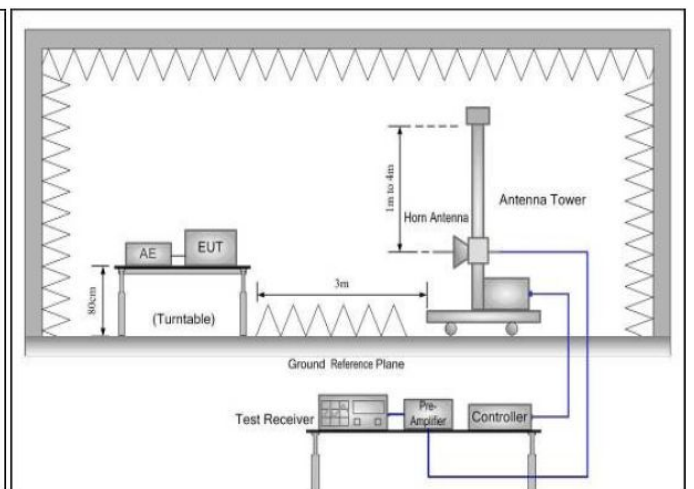 1m to 4m
Horn Antenna
Antenna Tower
AE
EUT
80cm
3m
(Turntable)
Ground Reference Plane
Test Receiver
Pre-
Amplifier
Controller